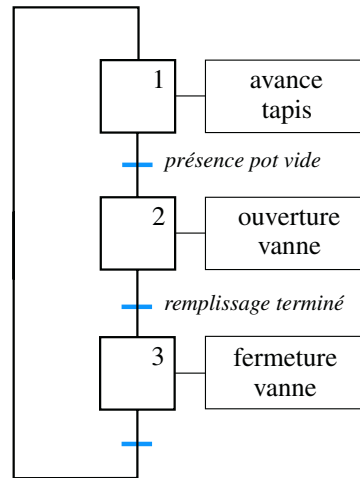 1
avance
tapis
présence pot vide
2
ouverture
vanne
remplissage terminé
3
fermeture
vanne